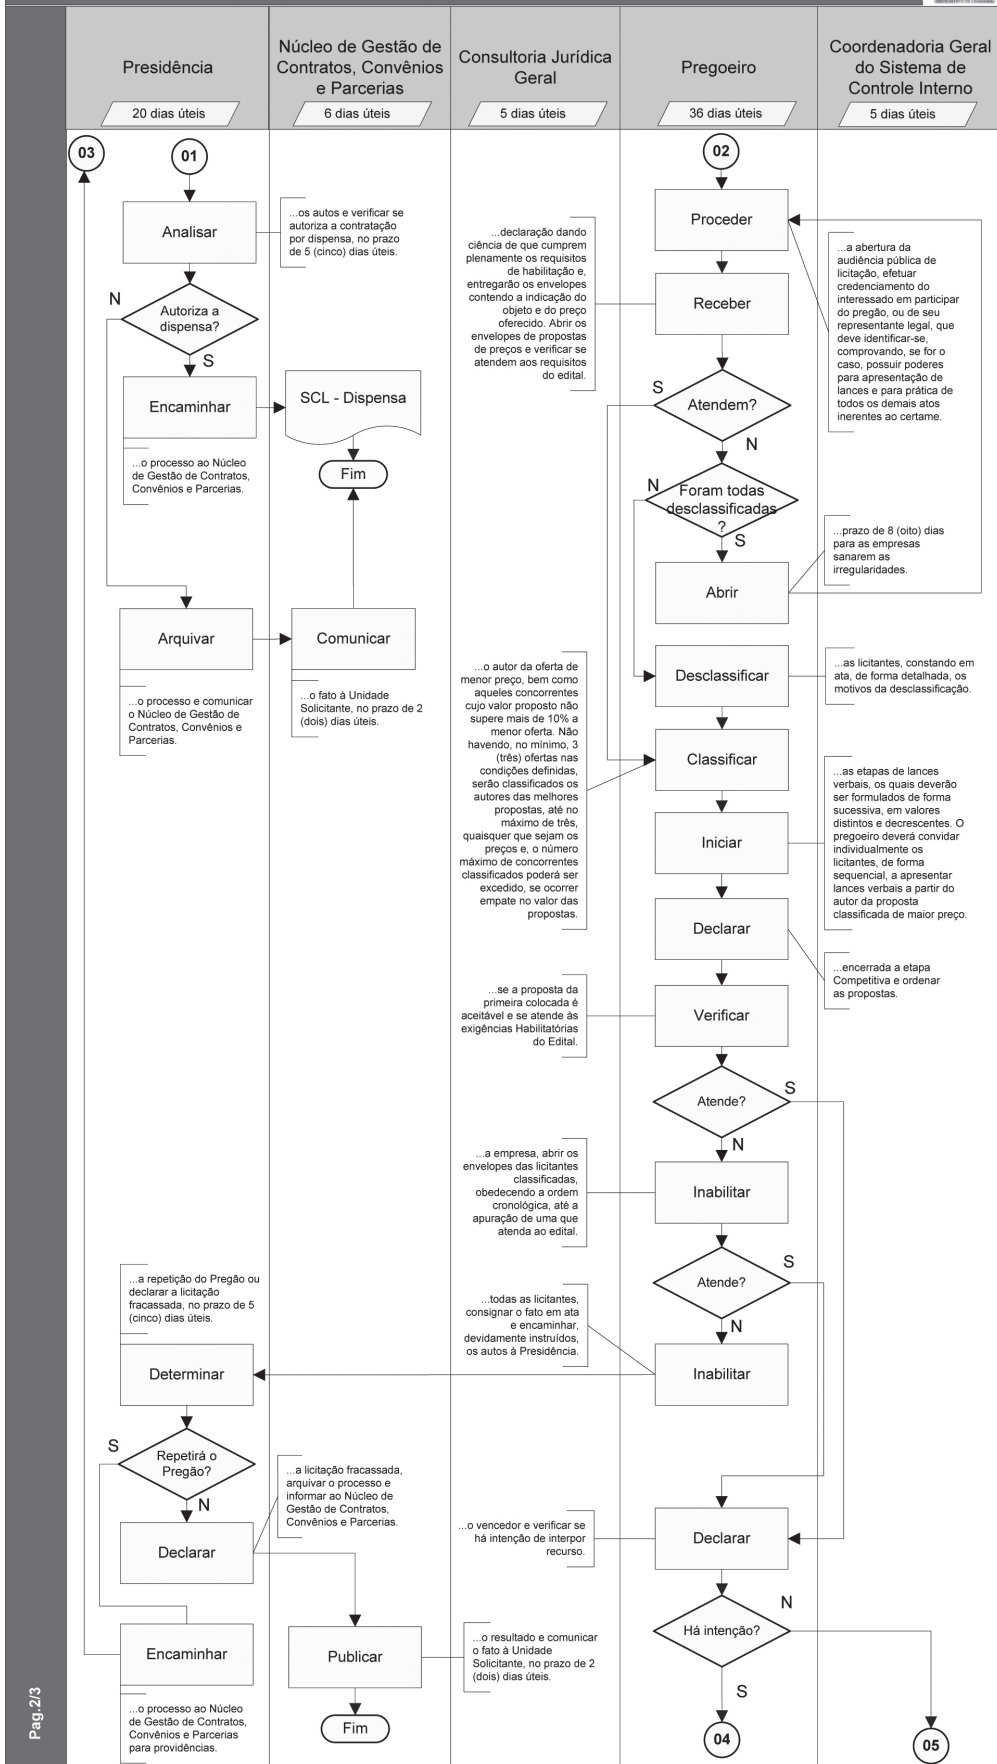 INSTRUMENTO DE CIDADANIA
Presidência
20 dias úteis
Núcleo de Gestão de
Contratos, Convênios
e Parcerias
6 dias úteis
Consultoria Jurídica
Geral
5 dias úteis
Pregoeiro
36 dias úteis
Coordenadoria Geral
do Sistema de
Controle Interno
5 dias úteis
03
01
02
Analisar
...os autos e verificar se
autoriza a contratação
por dispensa, no prazo
de 5 (cinco) dias úteis.
N
Autoriza a
dispensa?
S
Encaminhar
...o processo ao Núcleo
de Gestão de Contratos,
Convênios e Parcerias.
SCL - Dispensa
Fim
Arquivar
...o processo e comunicar
o Núcleo de Gestão de
Contratos, Convênios e
Parcerias.
Comunicar
...o fato à Unidade
Solicitante, no prazo de 2
(dois) dias úteis.
Proceder
...a abertura da
audiência pública de
licitação, efetuar
credenciamento do
interessado em participar
do pregão, ou de seu
representante legal, que
deve identificar-se,
comprovando, se for o
caso, possuir poderes
para apresentação de
lances e para prática de
todos os demais atos
inerentes ao certame.
...declaração dando
ciência de que cumprem
plenamente os requisitos
de habilitação e,
entregarão os envelopes
contendo a indicação do
objeto e do preço
oferecido. Abrir os
envelopes de propostas
de preços e verificar se
atendem aos requisitos
do edital.
Receber
S
Atendem?
N
N
Foram todas
desclassificadas
?
S
Abrir
...prazo de 8 (oito) dias
para as empresas
sanarem as
irregularidades.
Desclassificar
...as licitantes, constando em
ata, de forma detalhada, os
motivos da desclassificação.
...o autor da oferta de
menor preço, bem como
aqueles concorrentes
cujo valor proposto não
supere mais de 10% a
menor oferta. Não
havendo, no mínimo, 3
(três) ofertas nas
condições definidas,
serão classificados os
autores das melhores
propostas, até no
máximo de três,
quaisquer que sejam os
preços e, o número
máximo de concorrentes
classificados poderá ser
excedido, se ocorrer
empate no valor das
propostas.
Classificar
Iniciar
...as etapas de lances
verbais, os quais deverão
ser formulados de forma
sucessiva, em valores
distintos e decrescentes. O
pregoeiro deverá convidar
individualmente os
licitantes, de forma
sequencial, a apresentar
lances verbais a partir do
autor da proposta
classificada de maior preço.
Declarar
...encerrada a etapa
Competitiva e ordenar
as propostas.
...se a proposta da
primeira colocada é
aceitável e se atende às
exigências Habilitatórias
do Edital.
Verificar
Atende?
S
N
...a empresa, abrir os
envelopes das licitantes
classificadas,
obedecendo a ordem
cronológica, até a
apuração de uma que
atenda ao edital.
Inabilitar
Atende?
S
N
...todas as licitantes,
consignar o fato em ata
e encaminhar,
devidamente instruídos,
os autos à Presidência.
Inabilitar
...a repetição do Pregão ou
declarar a licitação
fracassada, no prazo de 5
(cinco) dias úteis.
Determinar
S
Repetirá o
Pregão?
N
Declarar
...a licitação fracassada,
arquivar o processo e
informar ao Núcleo de
Gestão de Contratos,
Convênios e Parcerias.
Encaminhar
...o processo ao Núcleo
de Gestão de Contratos,
Convênios e Parcerias
para providências.
Publicar
...o resultado e comunicar
o fato à Unidade
Solicitante, no prazo de 2
(dois) dias úteis.
Fim
...o vencedor e verificar se
há intenção de interpor
recurso.
Declarar
Há intenção?
N
S
04
05
Pag.2/3